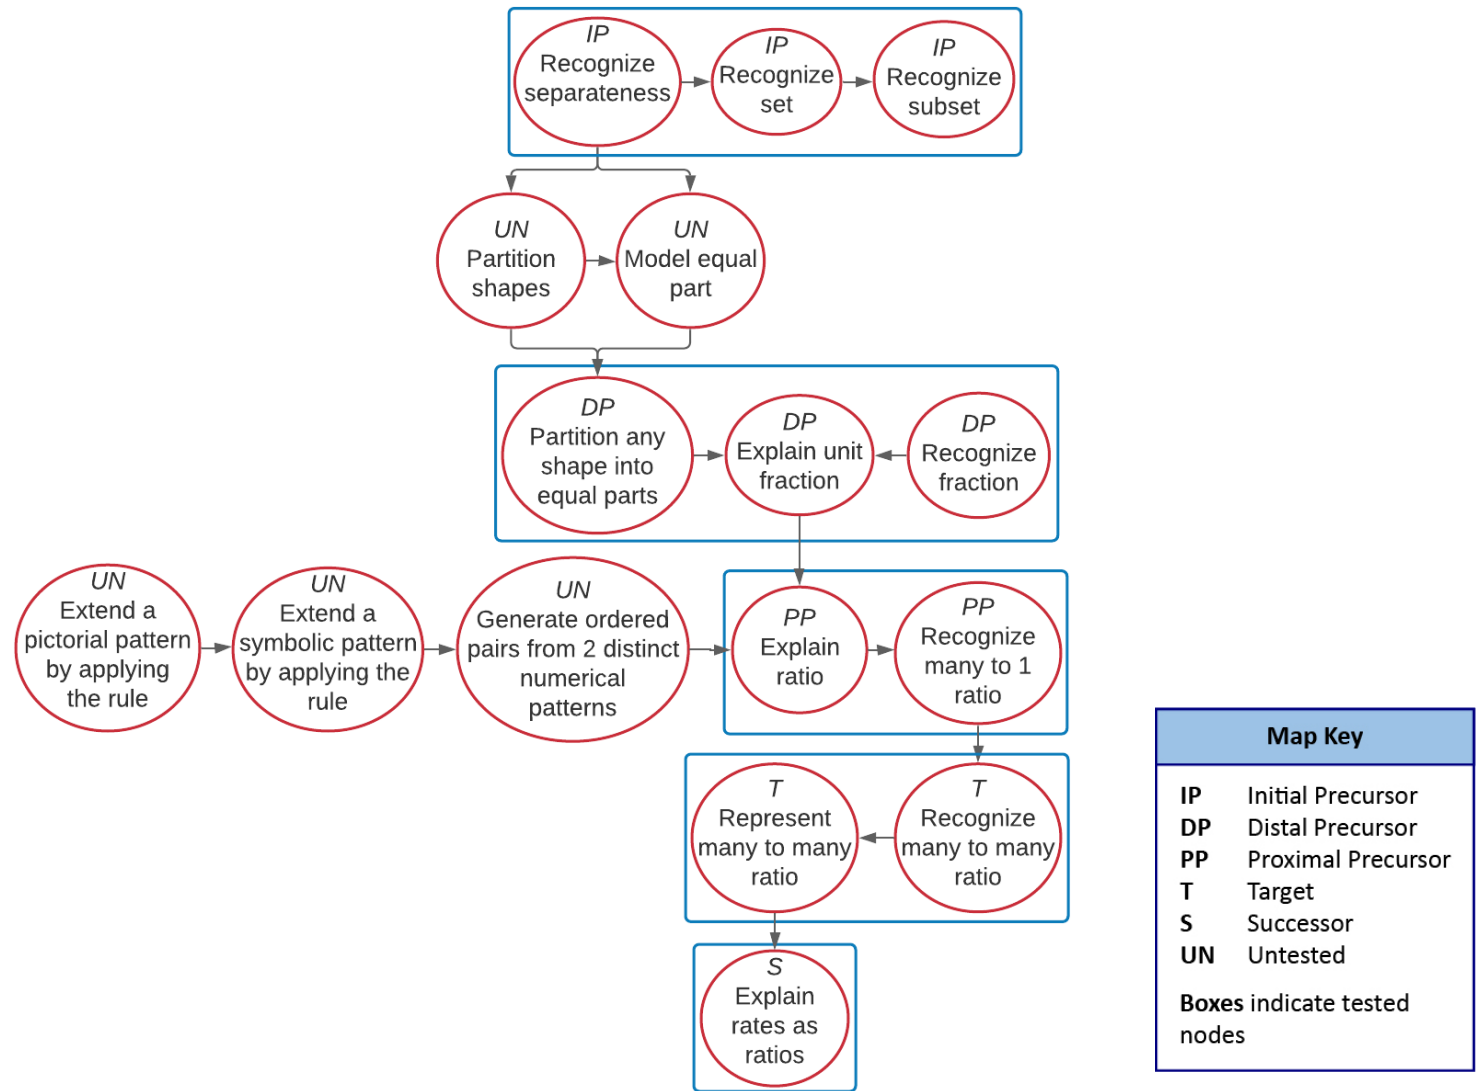 IP
Recognize
separateness
IP
Recognize
set
IP
Recognize
subset
UN
Partition
shapes
UN
Model equal
part
DP
Partition any
shape into
equal parts
DP
Explain unit
fraction
DP
Recognize
fraction
UN
Extend a
pictorial pattern
by applying
the rule
UN
Extend a
symbolic pattern
by applying the
rule
UN
Generate ordered
pairs from 2 distinct
numerical
patterns
PP
Explain
ratio
PP
Recognize
many to 1
ratio
T
Represent
many to many
ratio
T
Recognize
many to many
ratio
S
Explain
rates as
ratios
Map Key
IP Initial Precursor
DP Distal Precursor
PP Proximal Precursor
T Target
S Successor
UN Untested
Boxes indicate tested
nodes